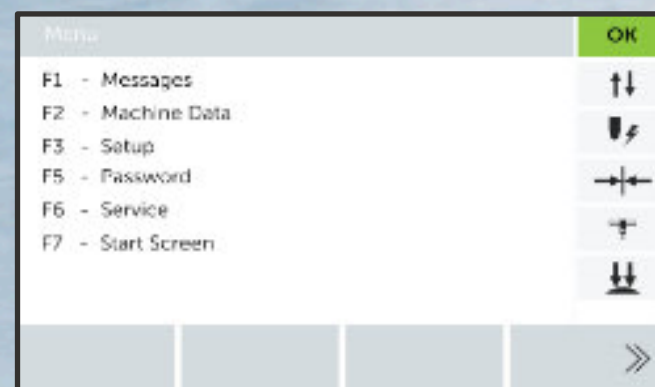 Menu
OK
F1 - Messages
F2 - Machine Data
F3 - Setup
F5 - Password
F6 - Service
F7 - Start Screen